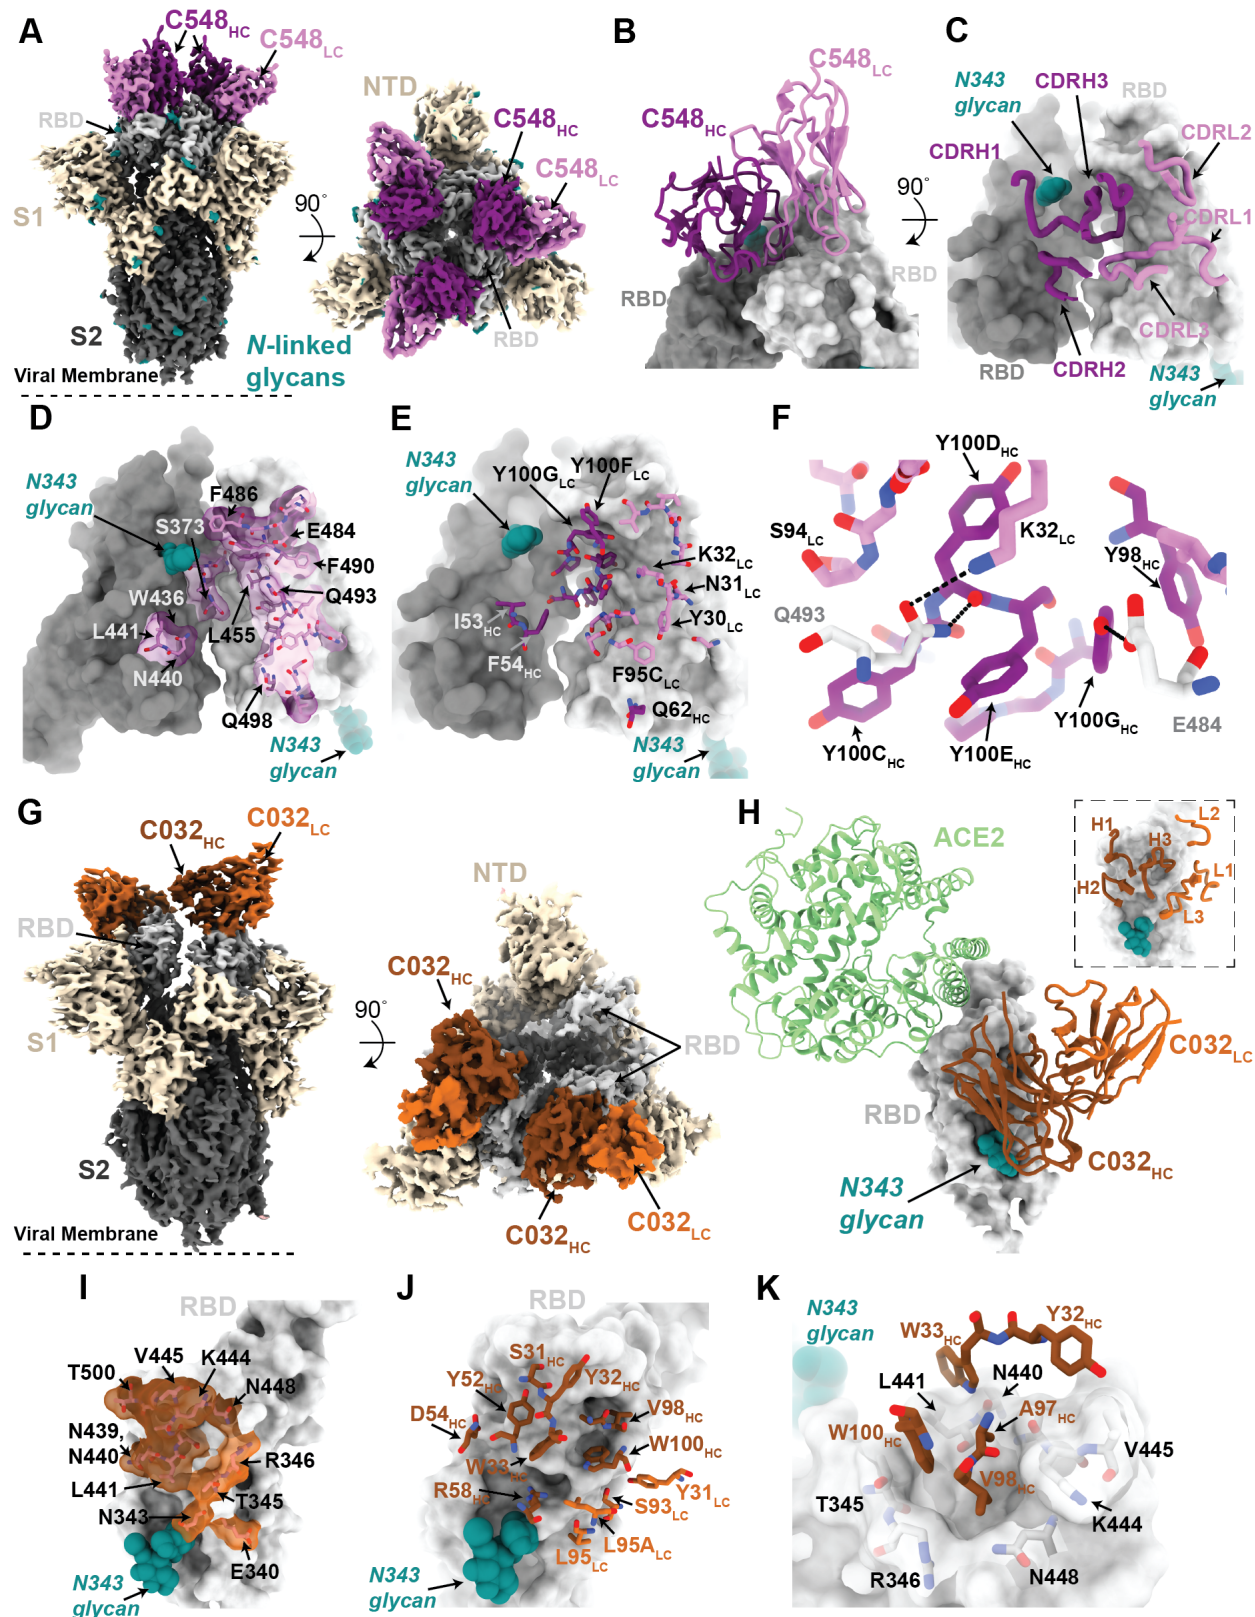 A
C548HC
C548LC
RBD
S1
S2
Viral Membrane
N-linked
glycans
90°
NTD
C548HC
C548LC
RBD
B
C548LC
C548HC
RBD
RBD
90°
C
N343
glycan
CDRH3
RBD
CDRH1
CDRL2
CDRL1
CDRL3
RBD
CDRH2
N343
glycan
D
N343
glycan
F486
S373
E484
F490
W436
Q493
L441
L455
N440
Q498
N343
glycan
E
N343
glycan
Y100GLC
Y100FLC
K32LC
N31LC
I53HC
Y30LC
F54HC
F95CLC
Q62HC
N343
glycan
F
Y100DHC
S94LC
K32LC
Y98HC
Q493
Y100GHC
E484
Y100CHC
Y100EHC
G
C032HC
C032LC
RBD
S1
S2
Viral Membrane
90°
NTD
C032HC
RBD
C032HC
C032LC
H
ACE2
H1
L2
H3
H2
L1
L3
C032LC
RBD
C032HC
N343
glycan
I
RBD
V445
K444
T500
N448
N439,
N440
R346
L441
T345
N343
E340
N343
glycan
J
RBD
S31HC
Y52HC
Y32HC
D54HC
V98HC
W100HC
W33HC
R58HC
Y31LC
S93LC
L95ALC
L95LC
N343
glycan
K
N343
glycan
Y32HC
W33HC
L441
N440
A97HC
W100HC
V445
V98HC
T345
K444
R346
N448